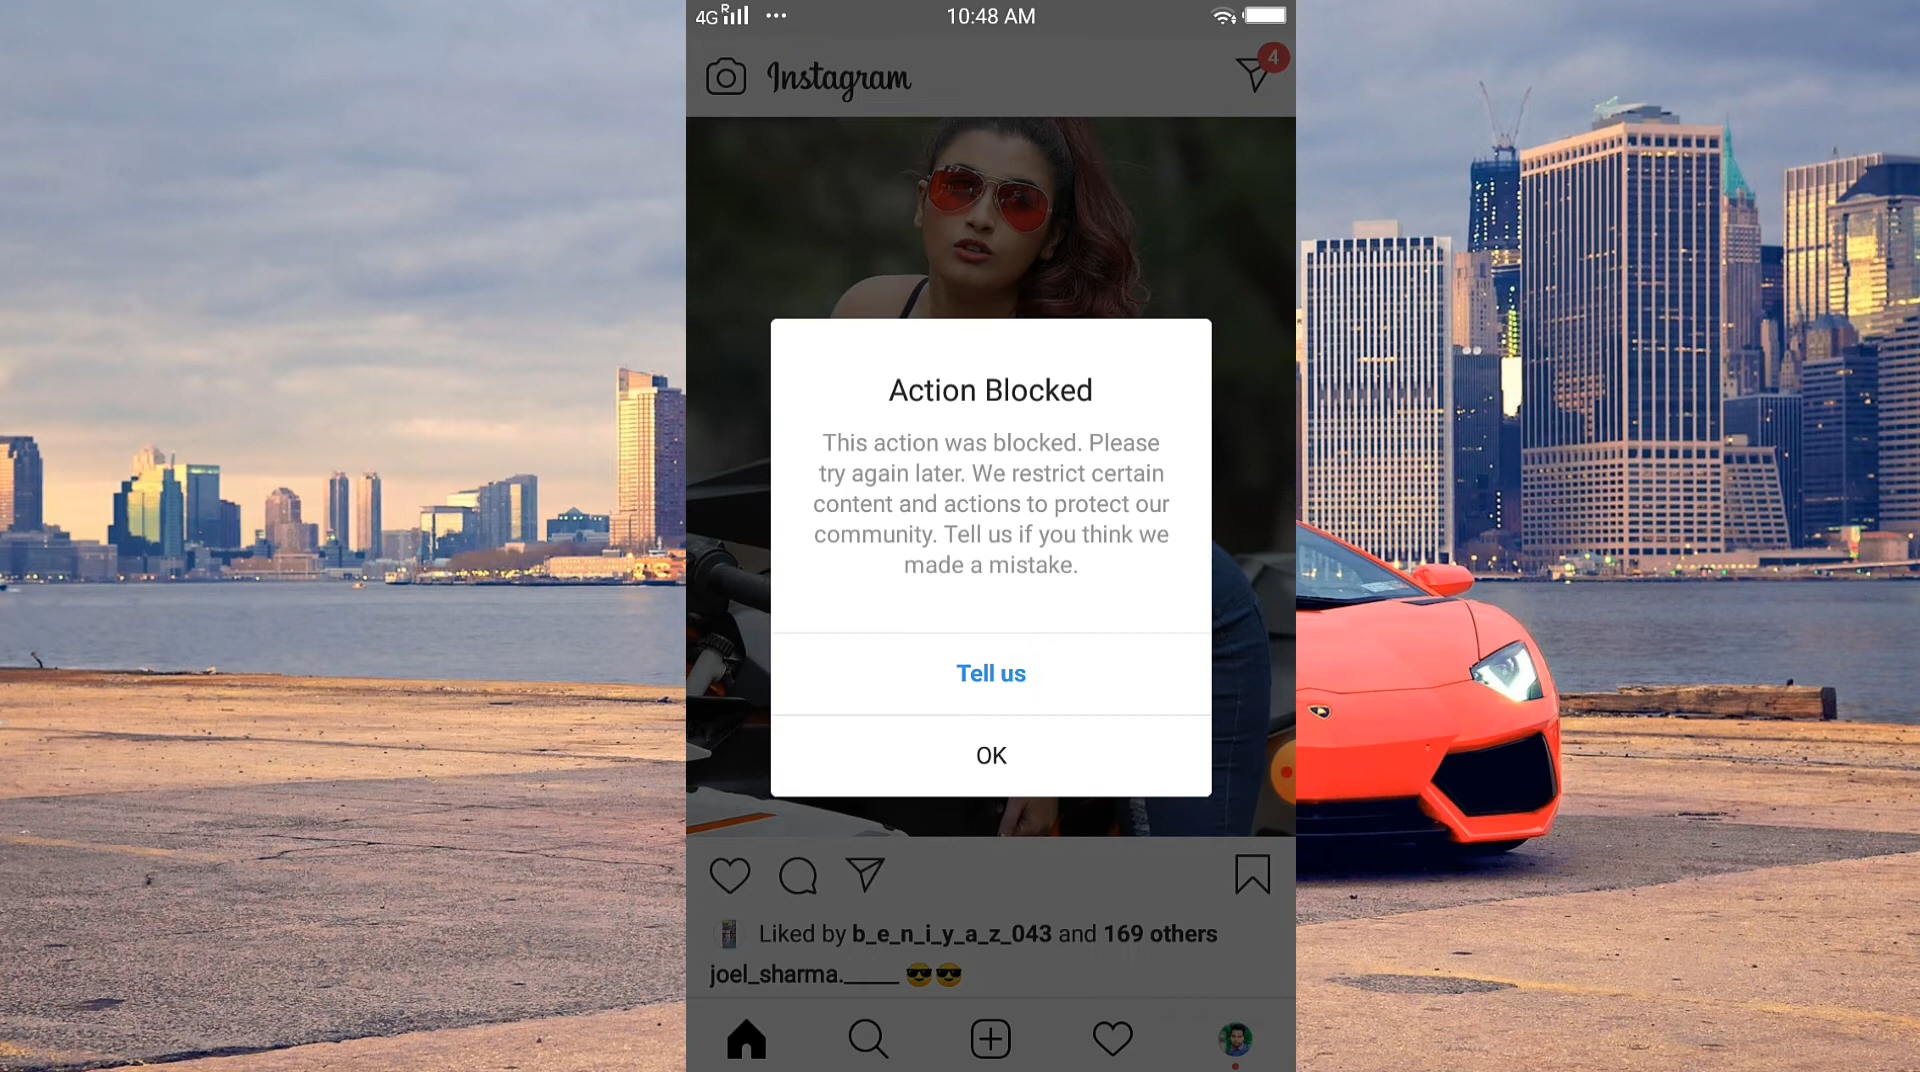 4G R ••• 10:48 AM
Instagram
4
Action Blocked
This action was blocked. Please
try again later. We restrict certain
content and actions to protect our
community. Tell us if you think we
made a mistake.
Tell us
OK
Liked by b_e_n_i_y_a_z_043 and 169 others
joel_sharma._____ 😎😎